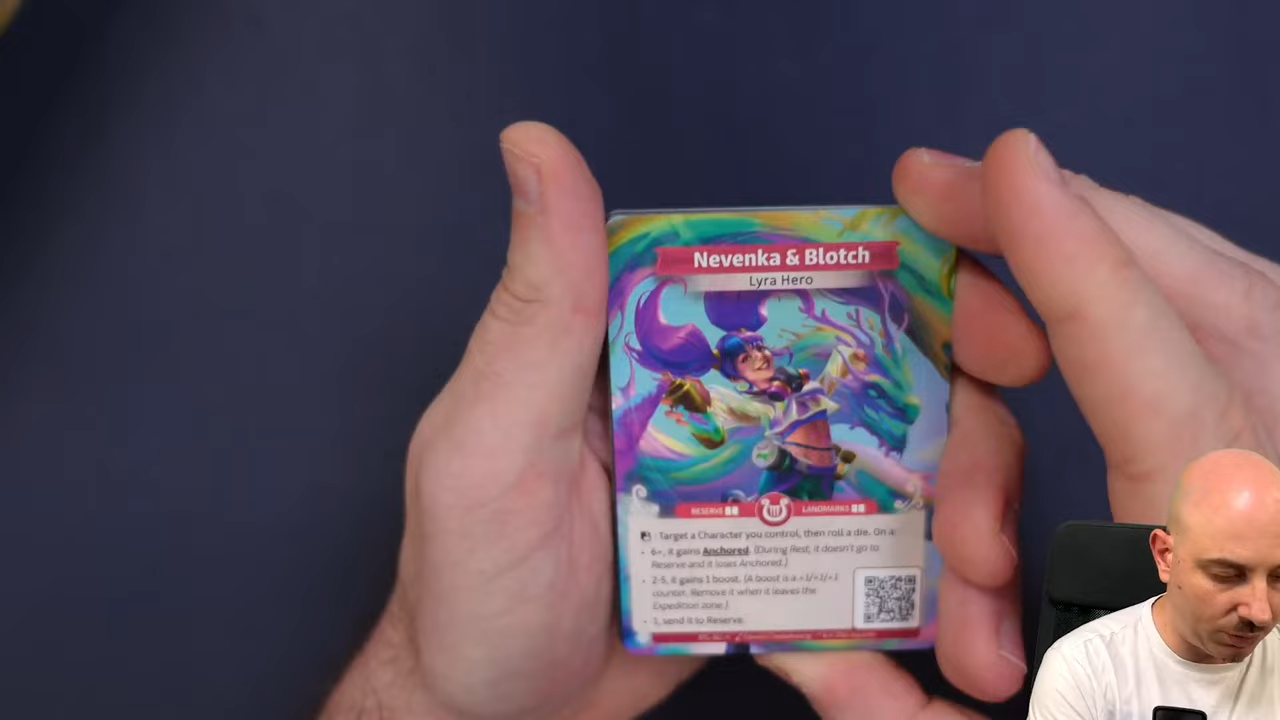 Nevenka & Blotch
Lyra Hero
RESERVE
LANDMARKS
: Target a Character you control, then roll a die. On a:
• 6+, it gains Anchored. (During Rest, it doesn't go to
Reserve and it loses Anchored.)
• 2-5, it gains 1 boost. (A boost is a +1/+1/+1
counter. Remove it when it leaves the
Expedition zone.)
• 1, send it to Reserve.